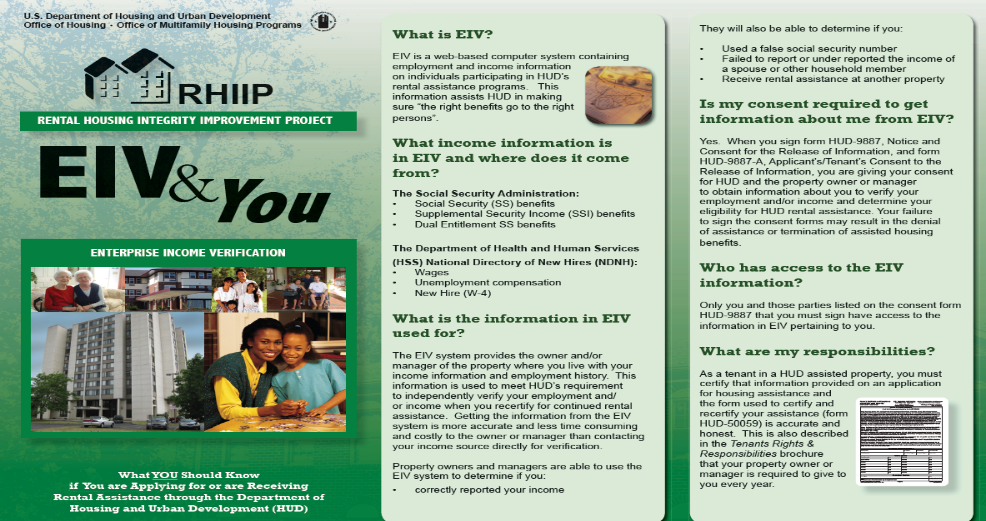 U.S. Department of Housing and Urban Development
Office of Housing • Office of Multifamily Housing Programs
RHIIP
RENTAL HOUSING INTEGRITY IMPROVEMENT PROJECT
EIV & You
ENTERPRISE INCOME VERIFICATION
What YOU Should Know
if You are Applying for or are Receiving
Rental Assistance through the Department of
Housing and Urban Development (HUD)
What is EIV?
EIV is a web-based computer system containing
employment and income information
on individuals participating in HUD's
rental assistance programs. This
information assists HUD in making
sure "the right benefits go to the right
persons".
What income information is
in EIV and where does it come
from?
The Social Security Administration:
• Social Security (SS) benefits
• Supplemental Security Income (SSI) benefits
• Dual Entitlement SS benefits
The Department of Health and Human Services
(HSS) National Directory of New Hires (NDNH):
• Wages
• Unemployment compensation
• New Hire (W-4)
What is the information in EIV
used for?
The EIV system provides the owner and/or
manager of the property where you live with your
income information and employment history. This
information is used to meet HUD's requirement
to independently verify your employment and/
or income when you recertify for continued rental
assistance. Getting the information from the EIV
system is more accurate and less time consuming
and costly to the owner or manager than contacting
your income source directly for verification.
Property owners and managers are able to use the
EIV system to determine if you:
• correctly reported your income
They will also be able to determine if you:
• Used a false social security number
• Failed to report or under reported the income of
a spouse or other household member
• Receive rental assistance at another property
Is my consent required to get
information about me from EIV?
Yes. When you sign form HUD-9887, Notice and
Consent for the Release of Information, and form
HUD-9887-A, Applicant's/Tenant's Consent to the
Release of Information, you are giving your consent
for HUD and the property owner or manager
to obtain information about you to verify your
employment and/or income and determine your
eligibility for HUD rental assistance. Your failure
to sign the consent forms may result in the denial
of assistance or termination of assisted housing
benefits.
Who has access to the EIV
information?
Only you and those parties listed on the consent form
HUD-9887 that you must sign have access to the
information in EIV pertaining to you.
What are my responsibilities?
As a tenant in a HUD assisted property, you must
certify that information provided on an application
for housing assistance and
the form used to certify and
recertify your assistance (form
HUD-50059) is accurate and
honest. This is also described
in the Tenants Rights &
Responsibilities brochure
that your property owner or
manager is required to give to
you every year.